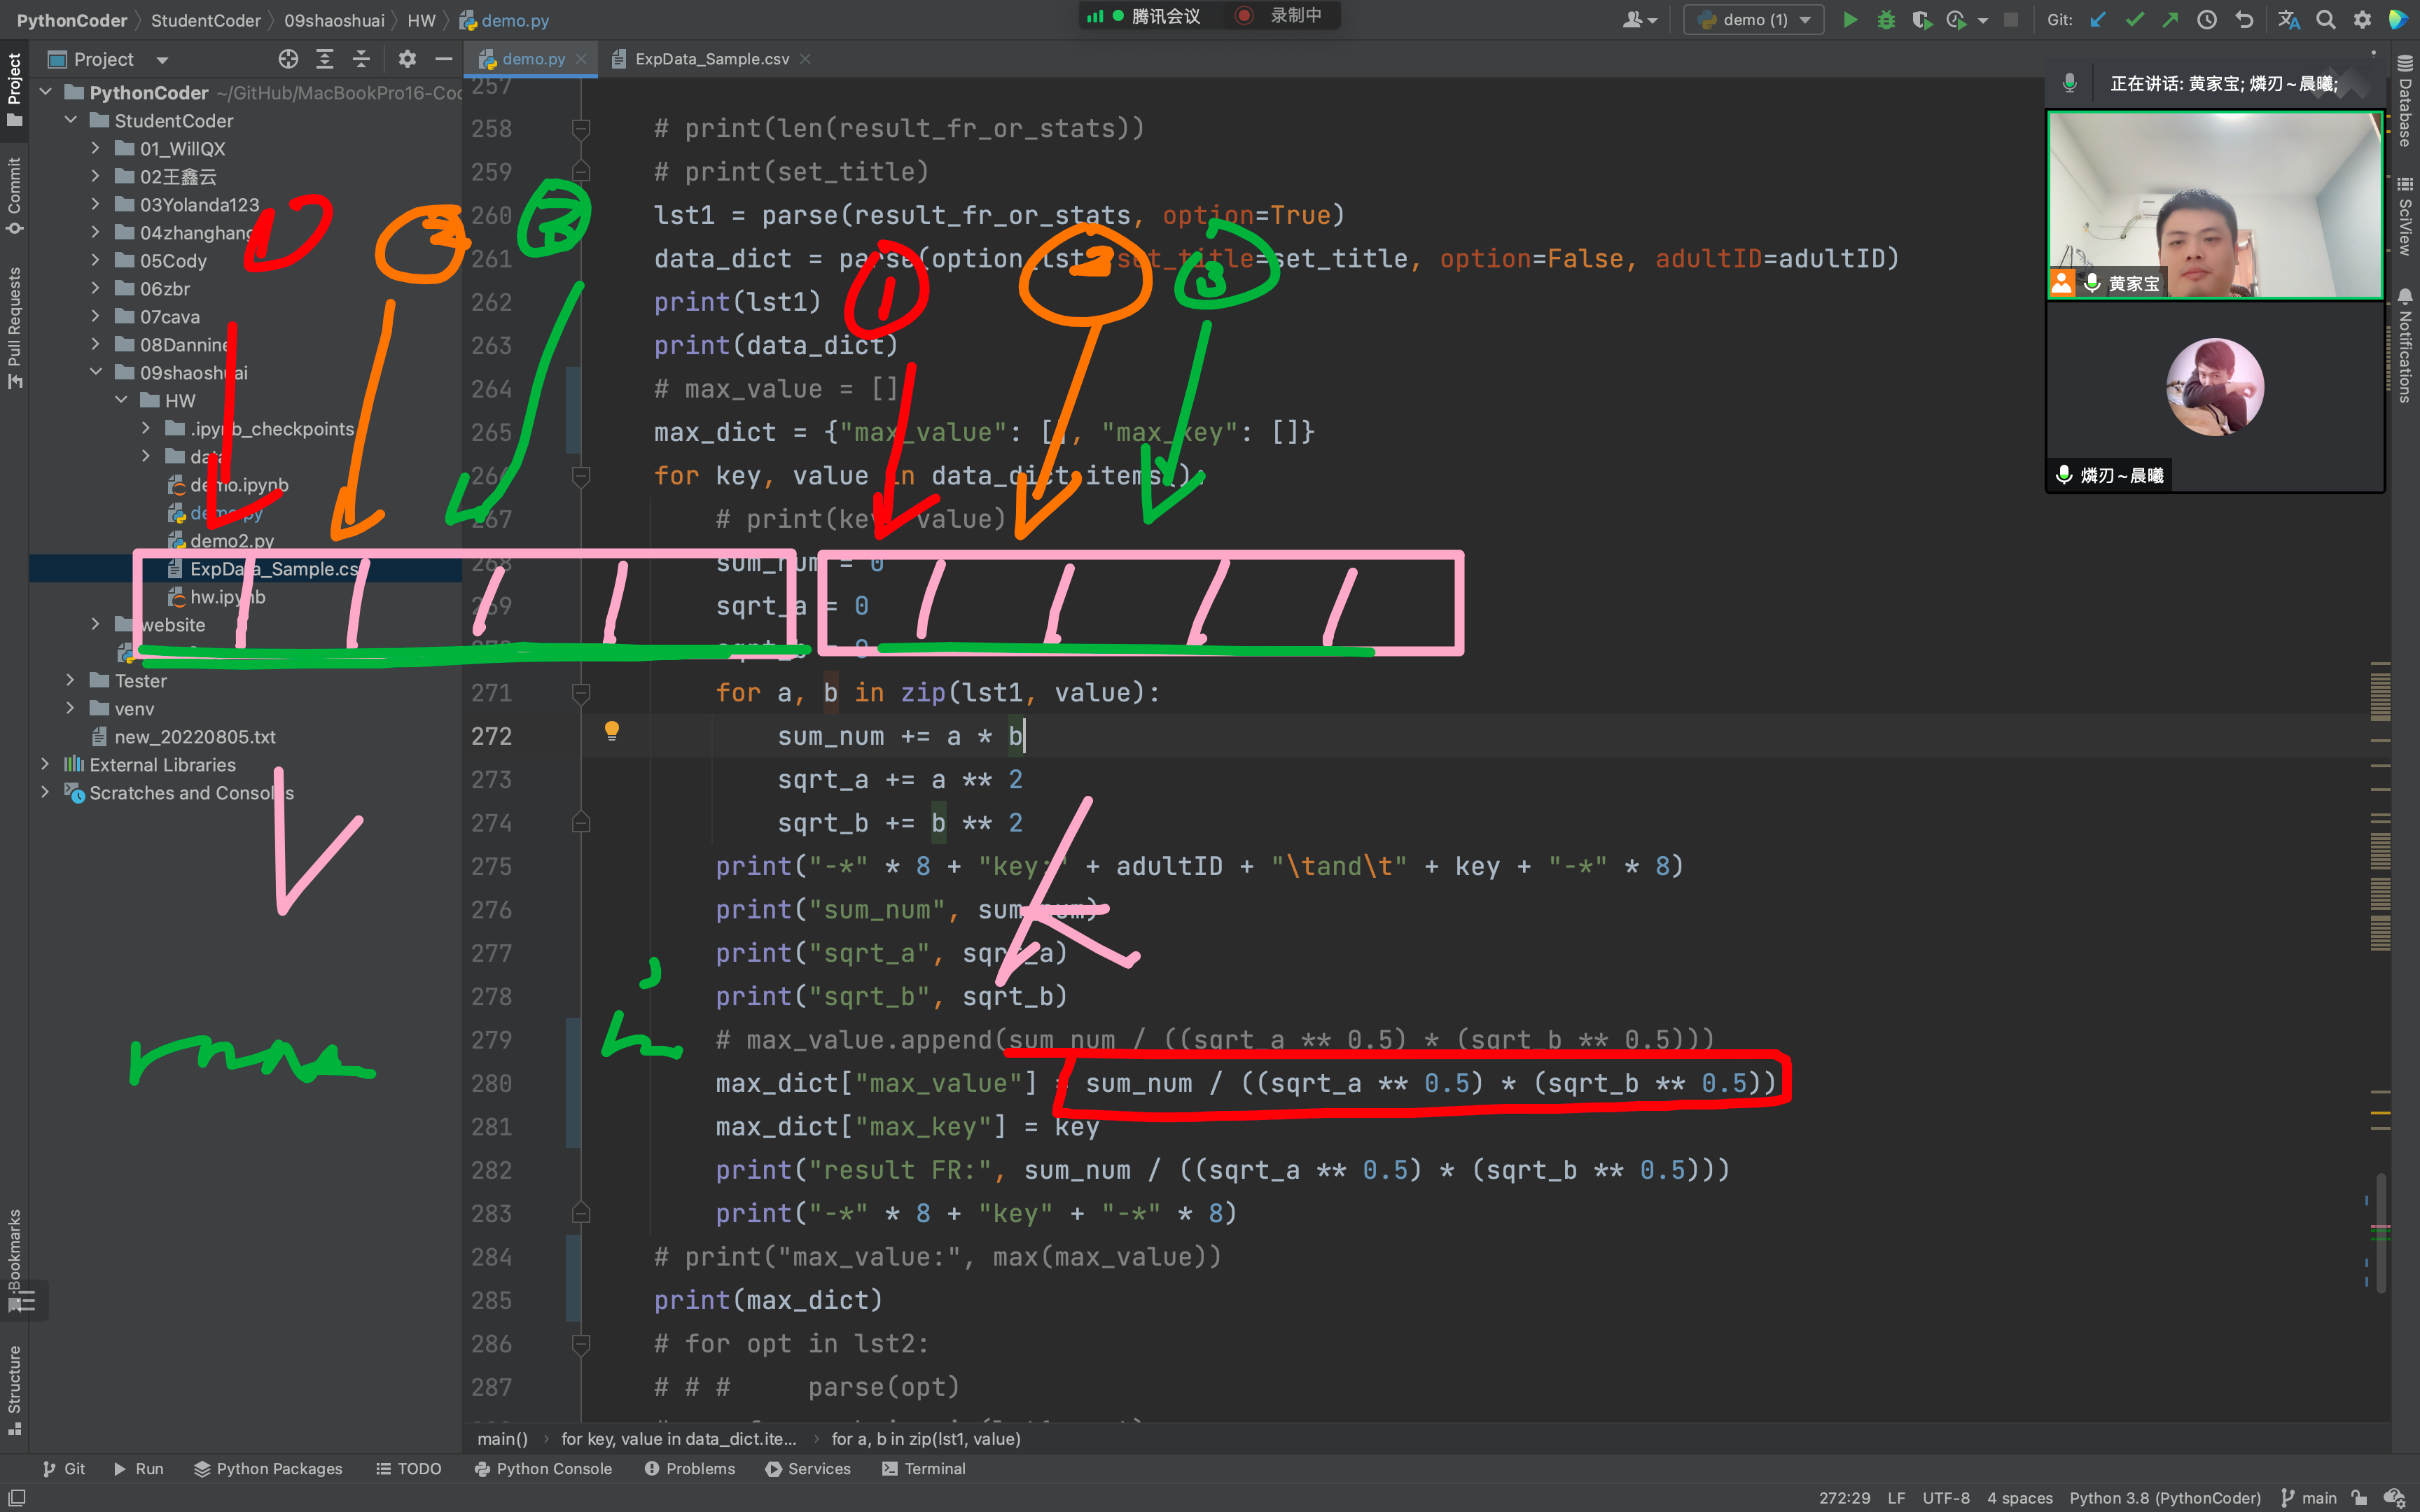 PythonCoder StudentCoder 09shaoshuai HW demo.py
腾讯会议 录制中
demo (1)
Git:
Project
demo.py
ExpData_Sample.csv
PythonCoder ~/GitHub/MacBookPro16-Coc
StudentCoder
01_WillQX
02王鑫云
03Yolanda123
04zhanghang
05Cody
06zbr
07cava
08Dannine
09shaoshuai
HW
.ipynb_checkpoints
data
demo.ipynb
demo.py
demo2.py
ExpData_Sample.cs
hw.ipynb
website
Tester
venv
new_20220805.txt
External Libraries
Scratches and Consoles
Project
Commit
Pull Requests
Bookmarks
Structure
257
258 # print(len(result_fr_or_stats))
259 # print(set_title)
260 lst1 = parse(result_fr_or_stats, option=True)
261 data_dict = parse(option_lst, set_title=set_title, option=False, adultID=adultID)
262 print(lst1)
263 print(data_dict)
264 # max_value = []
265 max_dict = {"max_value": [], "max_key": []}
266 for key, value in data_dict.items():
267 # print(key, value)
268 sum_num = 0
269 sqrt_a = 0
sqrt_b = 0
271 for a, b in zip(lst1, value):
272 sum_num += a * b
273 sqrt_a += a ** 2
274 sqrt_b += b ** 2
275 print("-*" * 8 + "key:" + adultID + "\tand\t" + key + "-*" * 8)
276 print("sum_num", sum_num)
277 print("sqrt_a", sqrt_a)
278 print("sqrt_b", sqrt_b)
279 # max_value.append(sum_num / ((sqrt_a ** 0.5) * (sqrt_b ** 0.5)))
280 max_dict["max_value"] = sum_num / ((sqrt_a ** 0.5) * (sqrt_b ** 0.5))
281 max_dict["max_key"] = key
282 print("result FR:", sum_num / ((sqrt_a ** 0.5) * (sqrt_b ** 0.5)))
283 print("-*" * 8 + "key" + "-*" * 8)
284 # print("max_value:", max(max_value))
285 print(max_dict)
286 # for opt in lst2:
287 # # # parse(opt)
1
2
3
1
2
3
正在讲话: 黄家宝; 燐刃~晨曦;
黄家宝
燐刃~晨曦
Database
SciView
Notifications
main() for key, value in data_dict.ite... for a, b in zip(lst1, value)
Git Run Python Packages TODO Python Console Problems Services Terminal
272:29 LF UTF-8 4 spaces Python 3.8 (PythonCoder) main